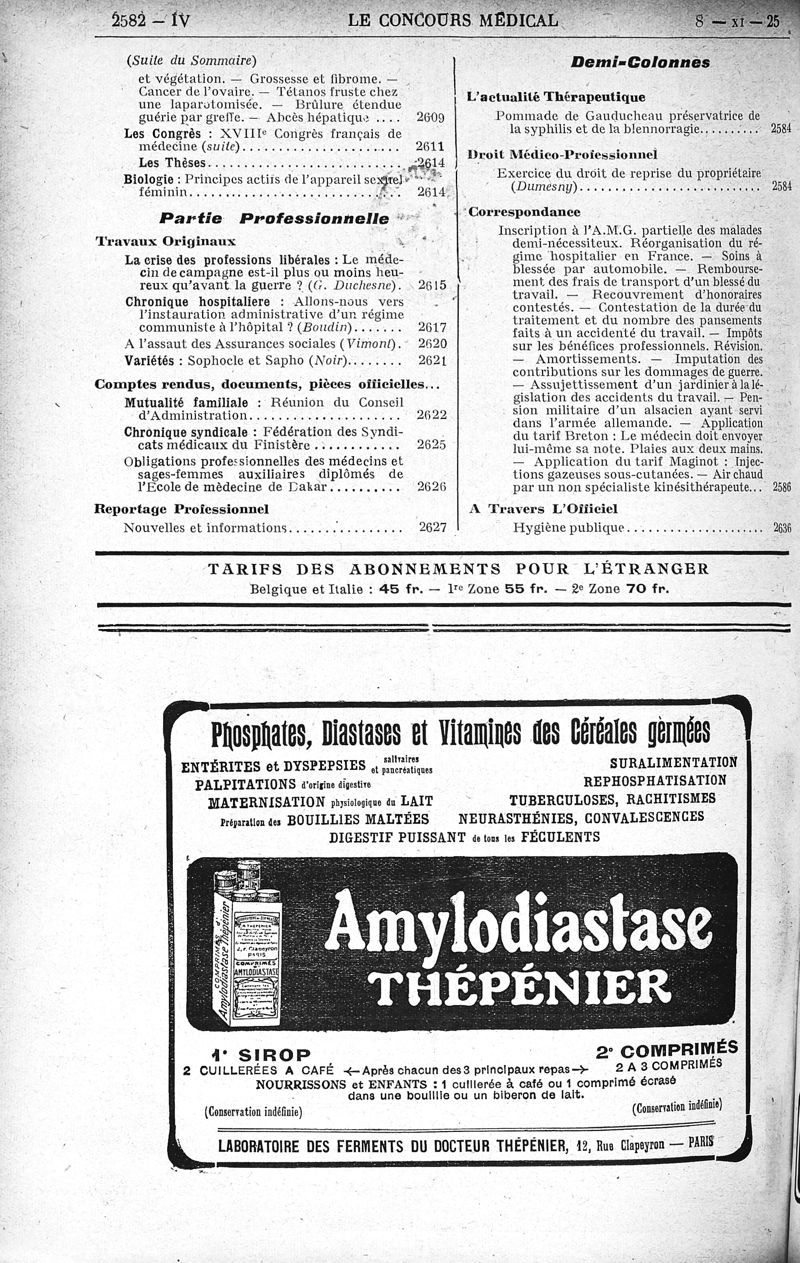 2582 — IV LE CONCOURS MÉDICAL 8 — XI — 25
(Suite du Sommaire)
et végétation. — Grossesse et fibrome. —
Cancer de l'ovaire. — Tétanos fruste chez
une laparotomisée. — Brûlure étendue
guérie par greffe. — Abcès hépatique .... 2609
Les Congrès : XVIIIe Congrès français de
médecine (suite)........................ 2611
Les Thèses............................ 2614
Biologie : Principes actifs de l'appareil sexuel
féminin................................ 2614
Partie Professionnelle
Travaux Originaux
La crise des professions libérales : Le méde-
cin de campagne est-il plus ou moins heu-
reux qu'avant la guerre ? (G. Duchesne). 2615
Chronique hospitaliere : Allons-nous vers
l'instauration administrative d'un régime
communiste à l'hôpital ? (Boudin)....... 2617
A l'assaut des Assurances sociales (Vimont). 2620
Variétés : Sophocle et Sapho (Noir)........ 2621
Comptes rendus, documents, pièces officielles...
Mutualité familiale : Réunion du Conseil
d'Administration...................... 2622
Chronique syndicale : Fédération des Syndi-
cats médicaux du Finistère ............ 2625
Obligations professionnelles des médecins et
sages-femmes auxiliaires diplômés de
l'Ecole de mèdecine de Dakar.......... 2626
Reportage Professionnel
Nouvelles et informations................. 2627
Demi-Colonnes
L'actualité Thérapeutique
Pommade de Gauducheau préservatrice de
la syphilis et de la blennorragie......... 2584
Droit Médico-Professionnel
Exercice du droit de reprise du propriétaire
(Dumesny)........................... 2584
Correspondance
Inscription à l'A.M.G. partielle des malades
demi-nécessiteux. Réorganisation du ré-
gime hospitalier en France. — Soins à
blessée par automobile. — Rembourse-
ment des frais de transport d'un blessé du
travail. — Recouvrement d'honoraires
contestés. — Contestation de la durée du
traitement et du nombre des pansements
faits à un accidenté du travail. — Impôts
sur les bénéfices professionnels. Révision.
— Amortissements. — Imputation des
contributions sur les dommages de guerre.
— Assujettissement d'un jardinier à la lé-
gislation des accidents du travail. — Pen-
sion militaire d'un alsacien ayant servi
dans l'armée allemande. — Application
du tarif Breton : Le médecin doit envoyer
lui-même sa note. Plaies aux deux mains.
— Application du tarif Maginot : Injec-
tions gazeuses sous-cutanées. — Air chaud
par un non spécialiste kinésithérapeute... 2586
A Travers L'Officiel
Hygiène publique.................... 2636
TARIFS DES ABONNEMENTS POUR L'ÉTRANGER
Belgique et Italie : 45 fr. — 1re Zone 55 fr. — 2e Zone 70 fr.
Phosphates, Diastases et Vitamines des Céréales gèrmées
ENTÉRITES et DYSPEPSIES salivaires et pancréatiques
PALPITATIONS d'origine digestive
MATERNISATION physiologique du LAIT
Préparation des BOUILLIES MALTÉES
SURALIMENTATION
REPHOSPHATISATION
TUBERCULOSES, RACHITISMES
NEURASTHÉNIES, CONVALESCENCES
DIGESTIF PUISSANT de tous les FÉCULENTS
COMPRIMÉS d'Amylodiastase Thépénier
COMPRIMÉS
AMYLODIASTASE
Amylodiastase
THÉPÉNIER
1° SIROP
2 CUILLERÉES A CAFÉ
Après chacun des 3 principaux repas
2° COMPRIMÉS
2 A 3 COMPRIMÉS
NOURRISSONS et ENFANTS : 1 cuillerée à café ou 1 comprimé écrasé
dans une bouillie ou un biberon de lait.
(Conservation indéfinie) (Conservation indéfinie)
LABORATOIRE DES FERMENTS DU DOCTEUR THÉPÉNIER, 12, Rue Clapeyron — PARIS